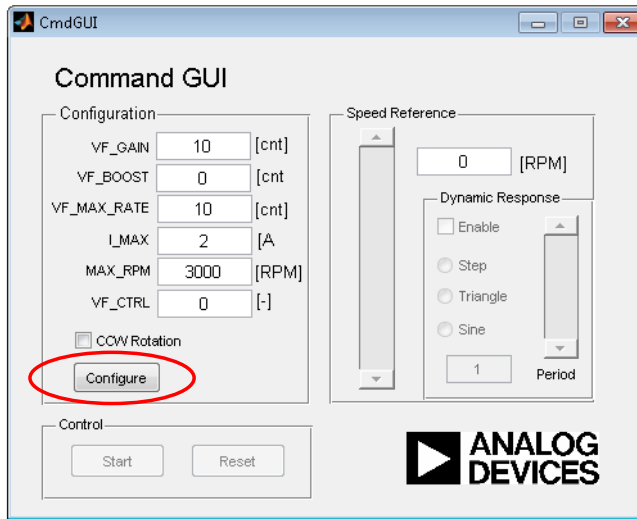 CmdGUI
Command GUI
Configuration
VF_GAIN 10 [cnt]
VF_BOOST 0 [cnt
VF_MAX_RATE 10 [cnt]
I_MAX 2 [A
MAX_RPM 3000 [RPM]
VF_CTRL 0 [-]
CCW Rotation
Configure
Speed Reference
0 [RPM]
Dynamic Response
Enable
Step
Triangle
Sine
1 Period
Control
Start Reset
ANALOG
DEVICES